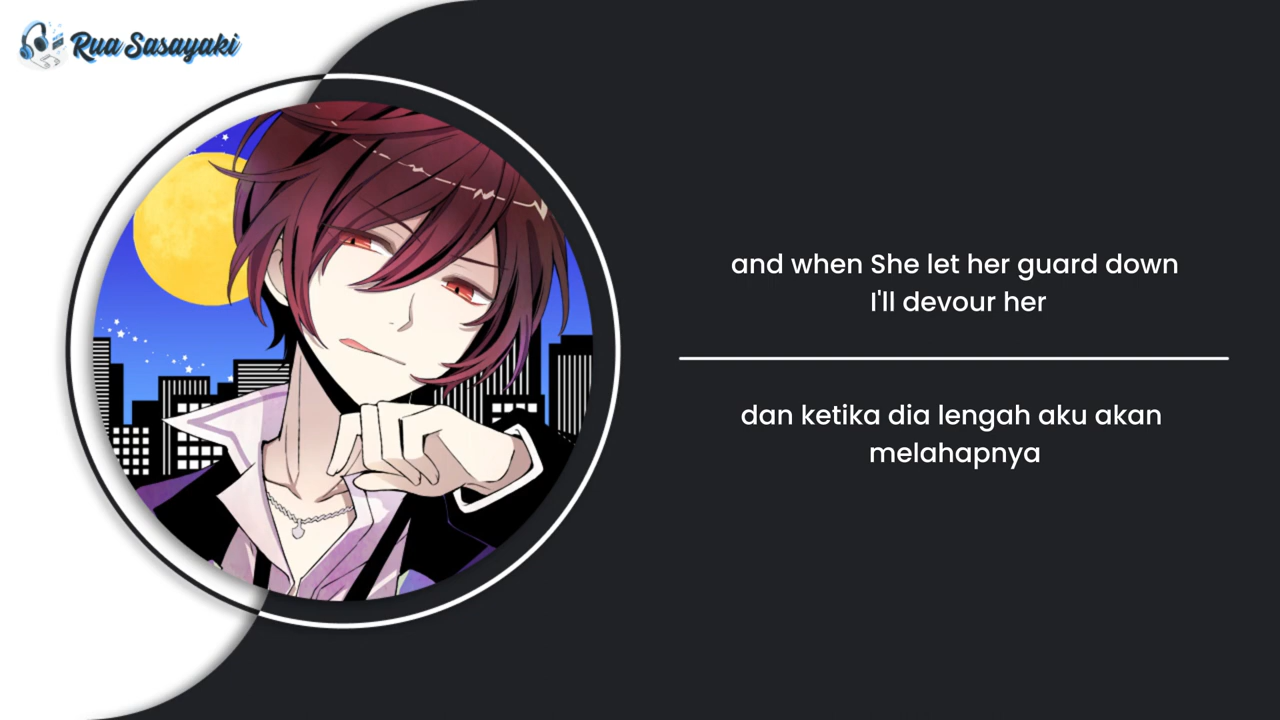 Rua Sasayaki
and when She let her guard down
I'll devour her
dan ketika dia lengah aku akan
melahapnya